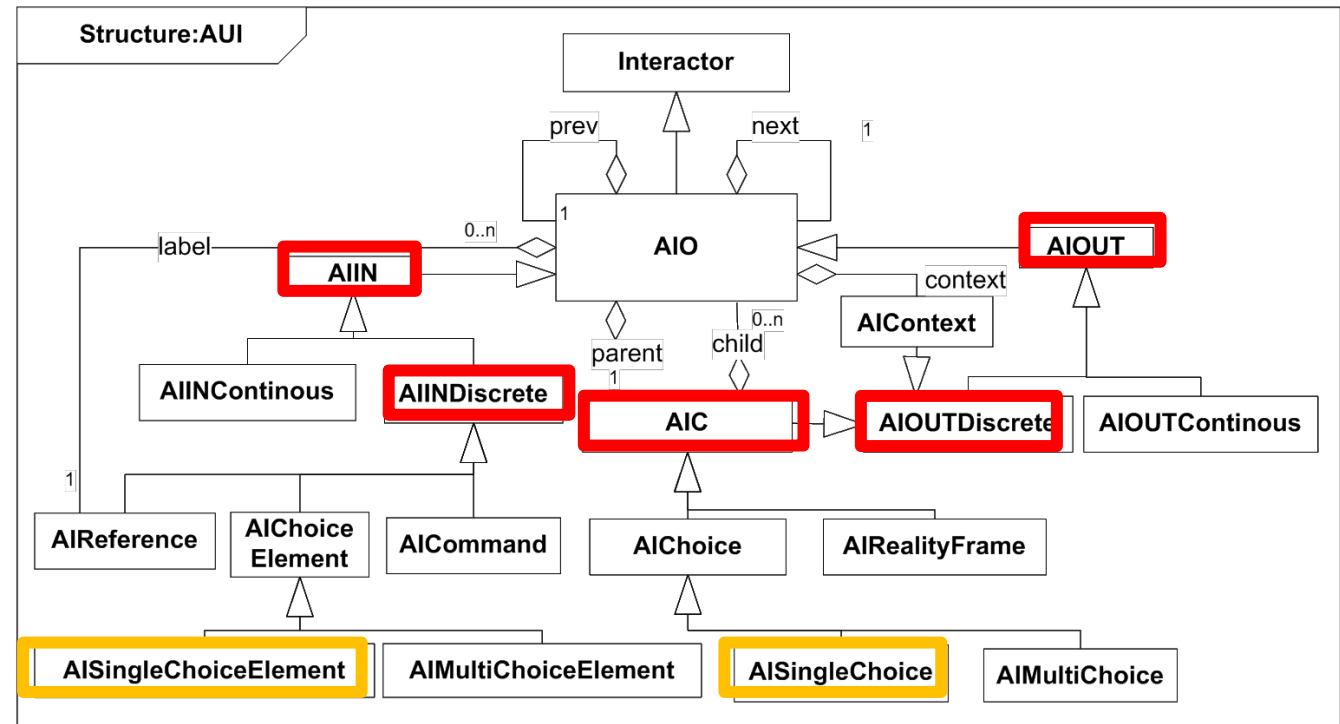 Structure:AUI
Interactor
prev
next
1
1
AIO
0..n
label
AIIN
AIOUT
context
AIContext
parent
1
child
0..n
AIINContinous
AIINDiscrete
AIC
AIOUTDiscrete
AIOUTContinous
1
AIReference
AIChoice
Element
AICommand
AIChoice
AIRealityFrame
AISingleChoiceElement
AIMultiChoiceElement
AISingleChoice
AIMultiChoice